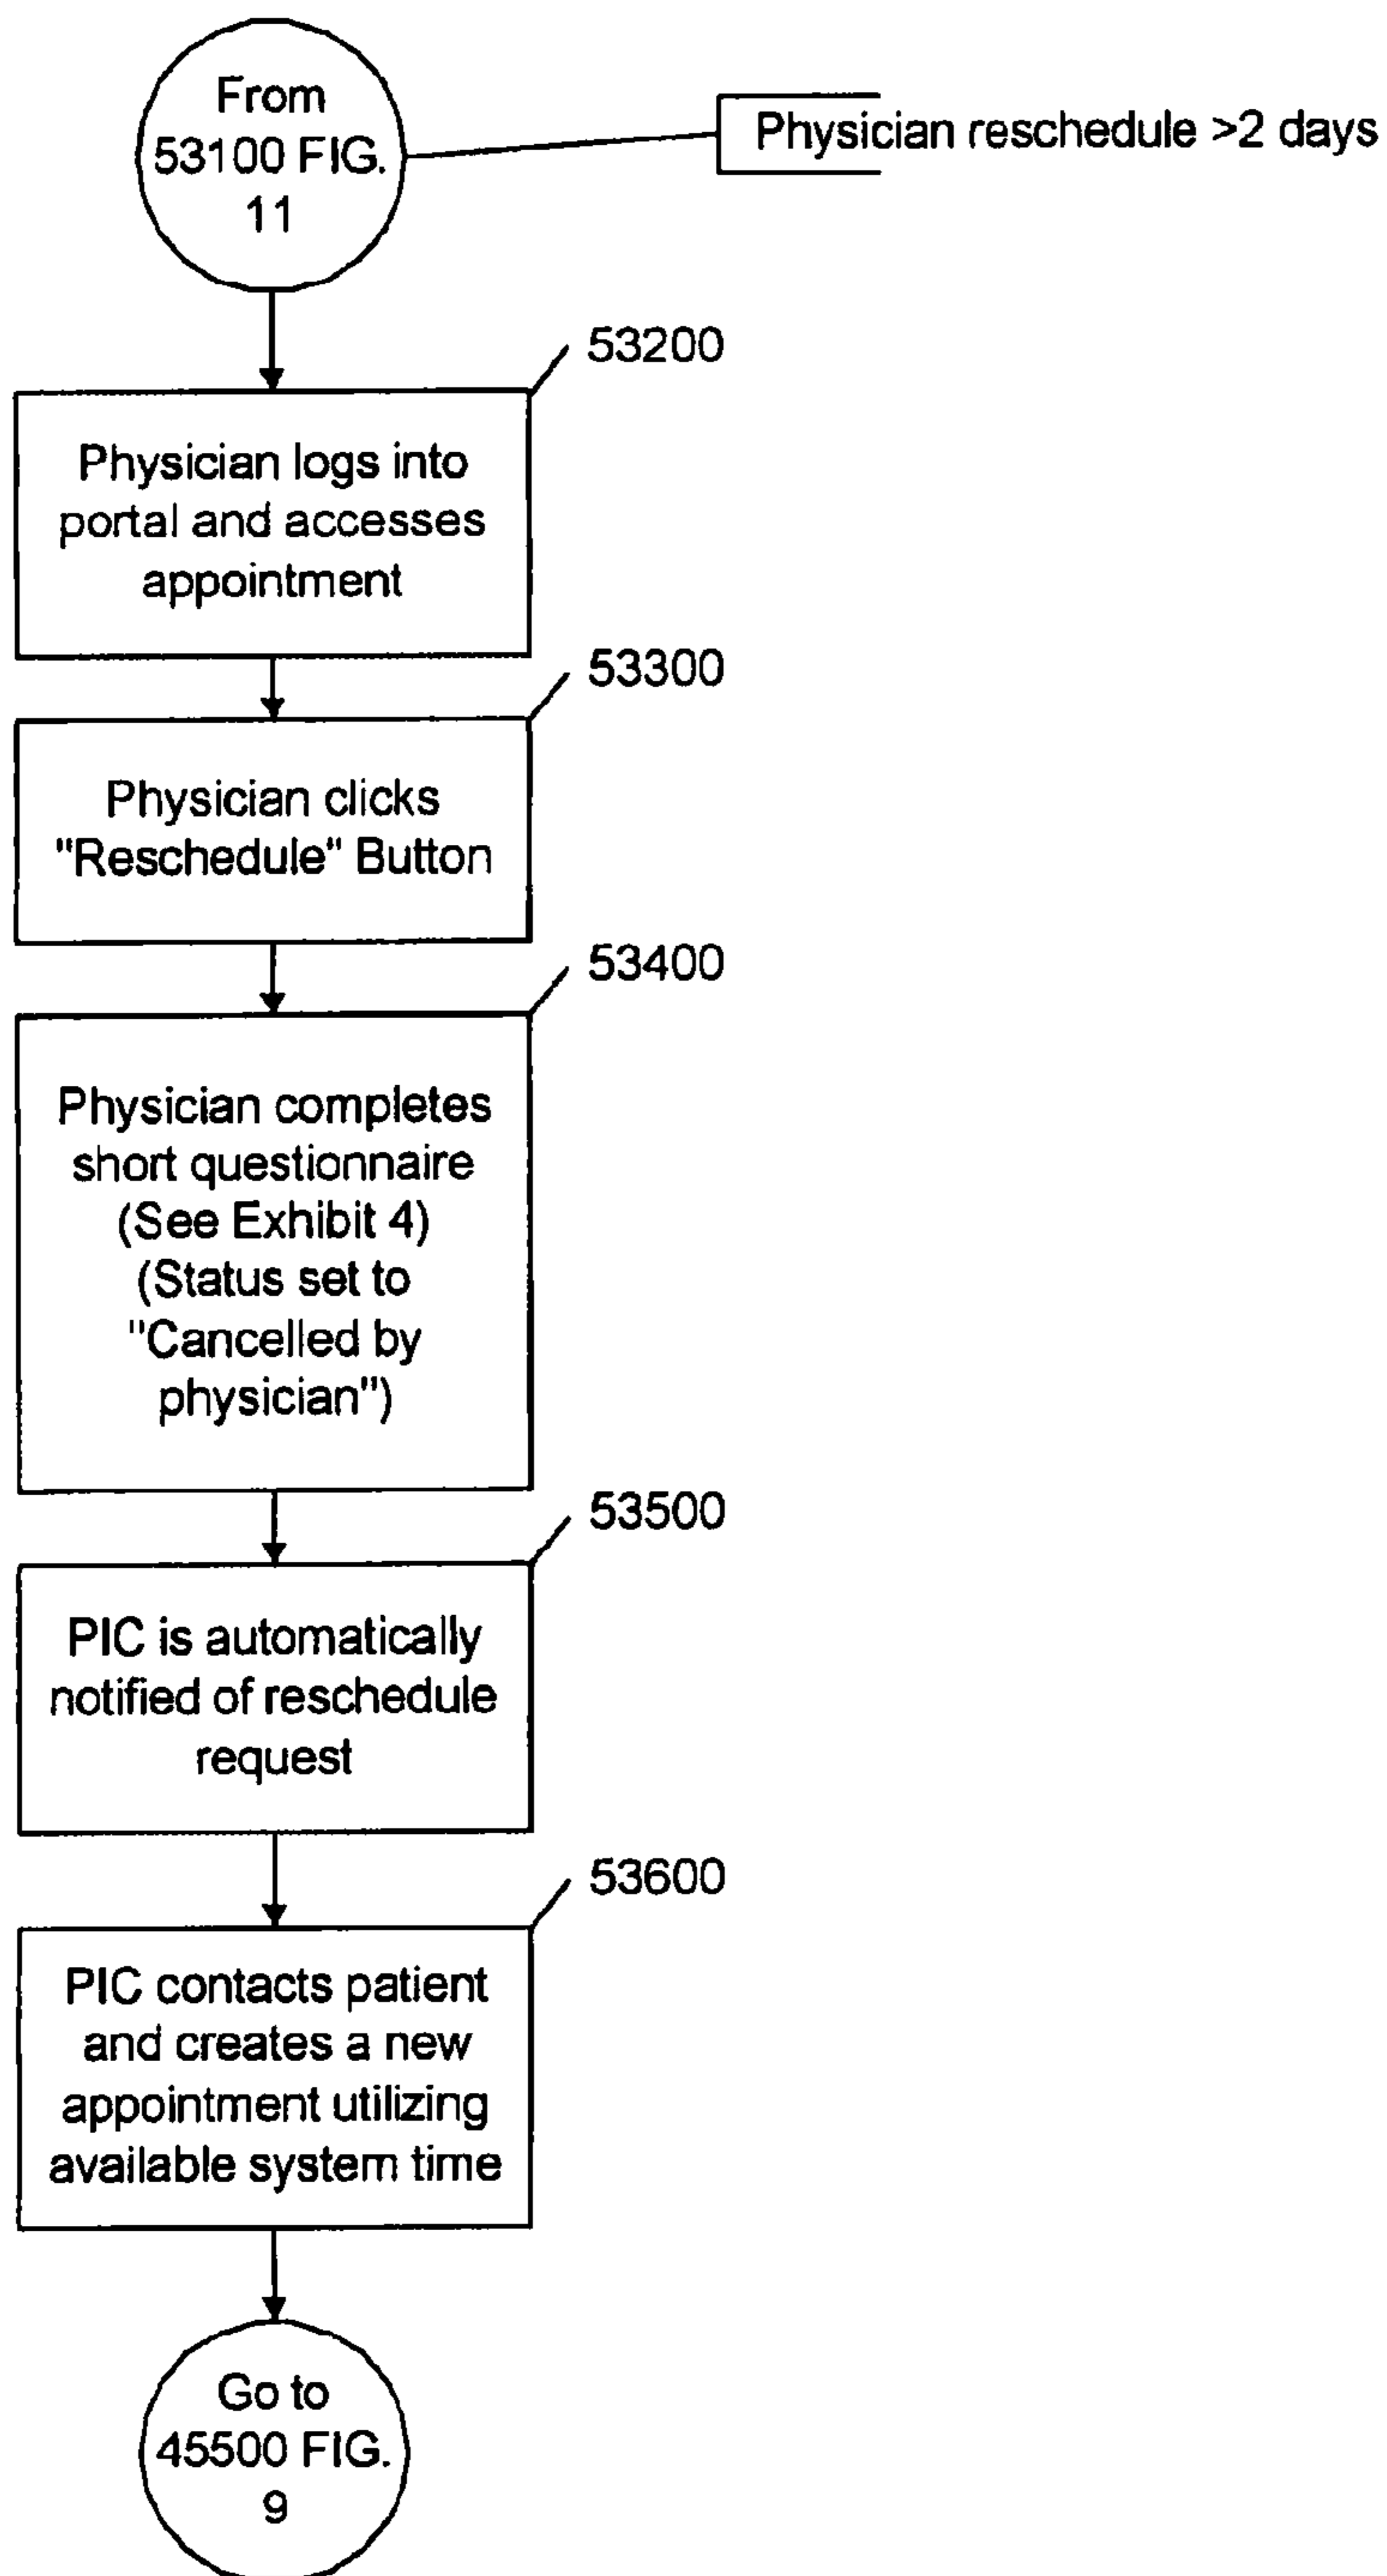 From
53100 FIG.
11
Physician reschedule >2 days
53200
Physician logs into
portal and accesses
appointment
53300
Physician clicks
"Reschedule" Button
53400
Physician completes
short questionnaire
(See Exhibit 4)
(Status set to
"Cancelled by
physician")
53500
PIC is automatically
notified of reschedule
request
53600
PIC contacts patient
and creates a new
appointment utilizing
available system time
Go to
45500 FIG.
9